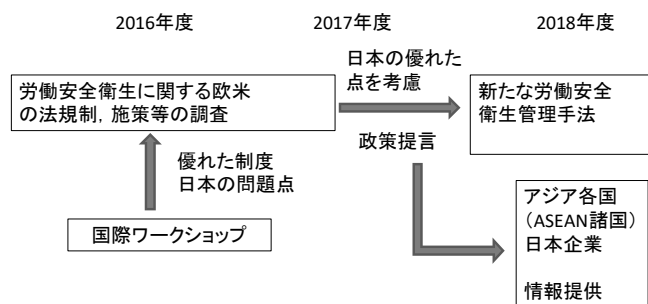 2016年度
2017年度
2018年度
労働安全衛生に関する欧米
の法規制，施策等の調査
日本の優れた
点を考慮
新たな労働安全
衛生管理手法
優れた制度
日本の問題点
政策提言
国際ワークショップ
アジア各国
（ASEAN諸国）
日本企業
情報提供